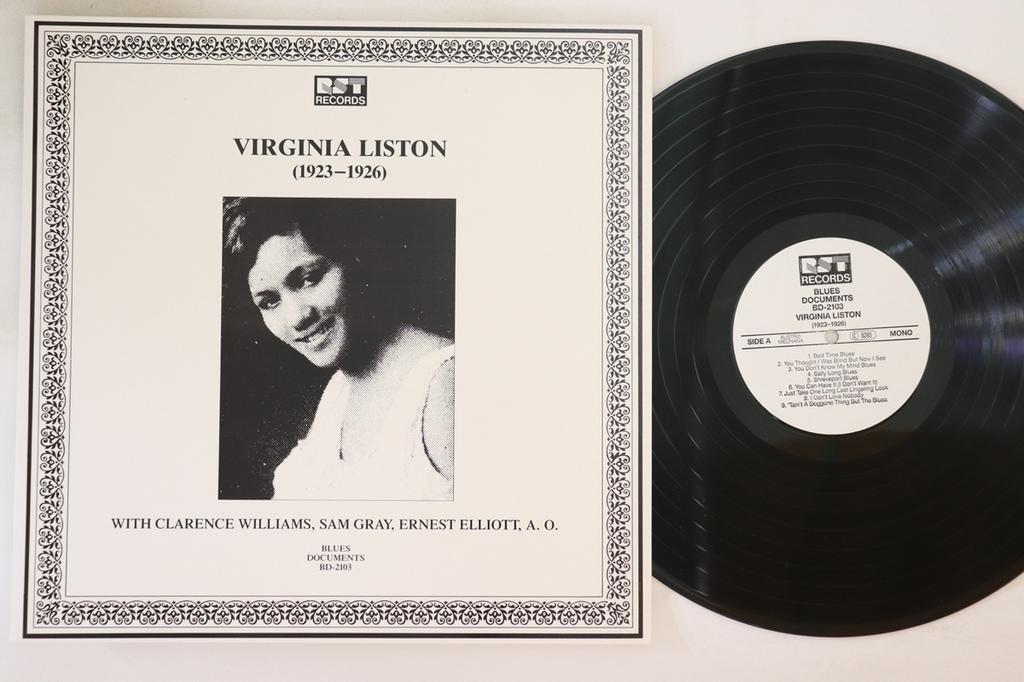 RST
RECORDS
VIRGINIA LISTON
(1923–1926)
WITH CLARENCE WILLIAMS, SAM GRAY, ERNEST ELLIOTT, A. O.
BLUES
DOCUMENTS
BD-2103
RST
RECORDS
BLUES
DOCUMENTS
BD-2103
VIRGINIA LISTON
(1923-1926)
SIDE A
AUSTRO
MECHANA
MONO
1. Bed Time Blues
2. You Thought I Was Blind But Now I See
3. You Don't Know My Mind Blues
4. Sally Long Blues
5. Shreveport Blues
6. You Can Have It (I Don't Want It)
7. Just Take One Long Last Lingering Look
8. I Don't Love Nobody
9. 'Tain't A Doggone Thing But The Blues